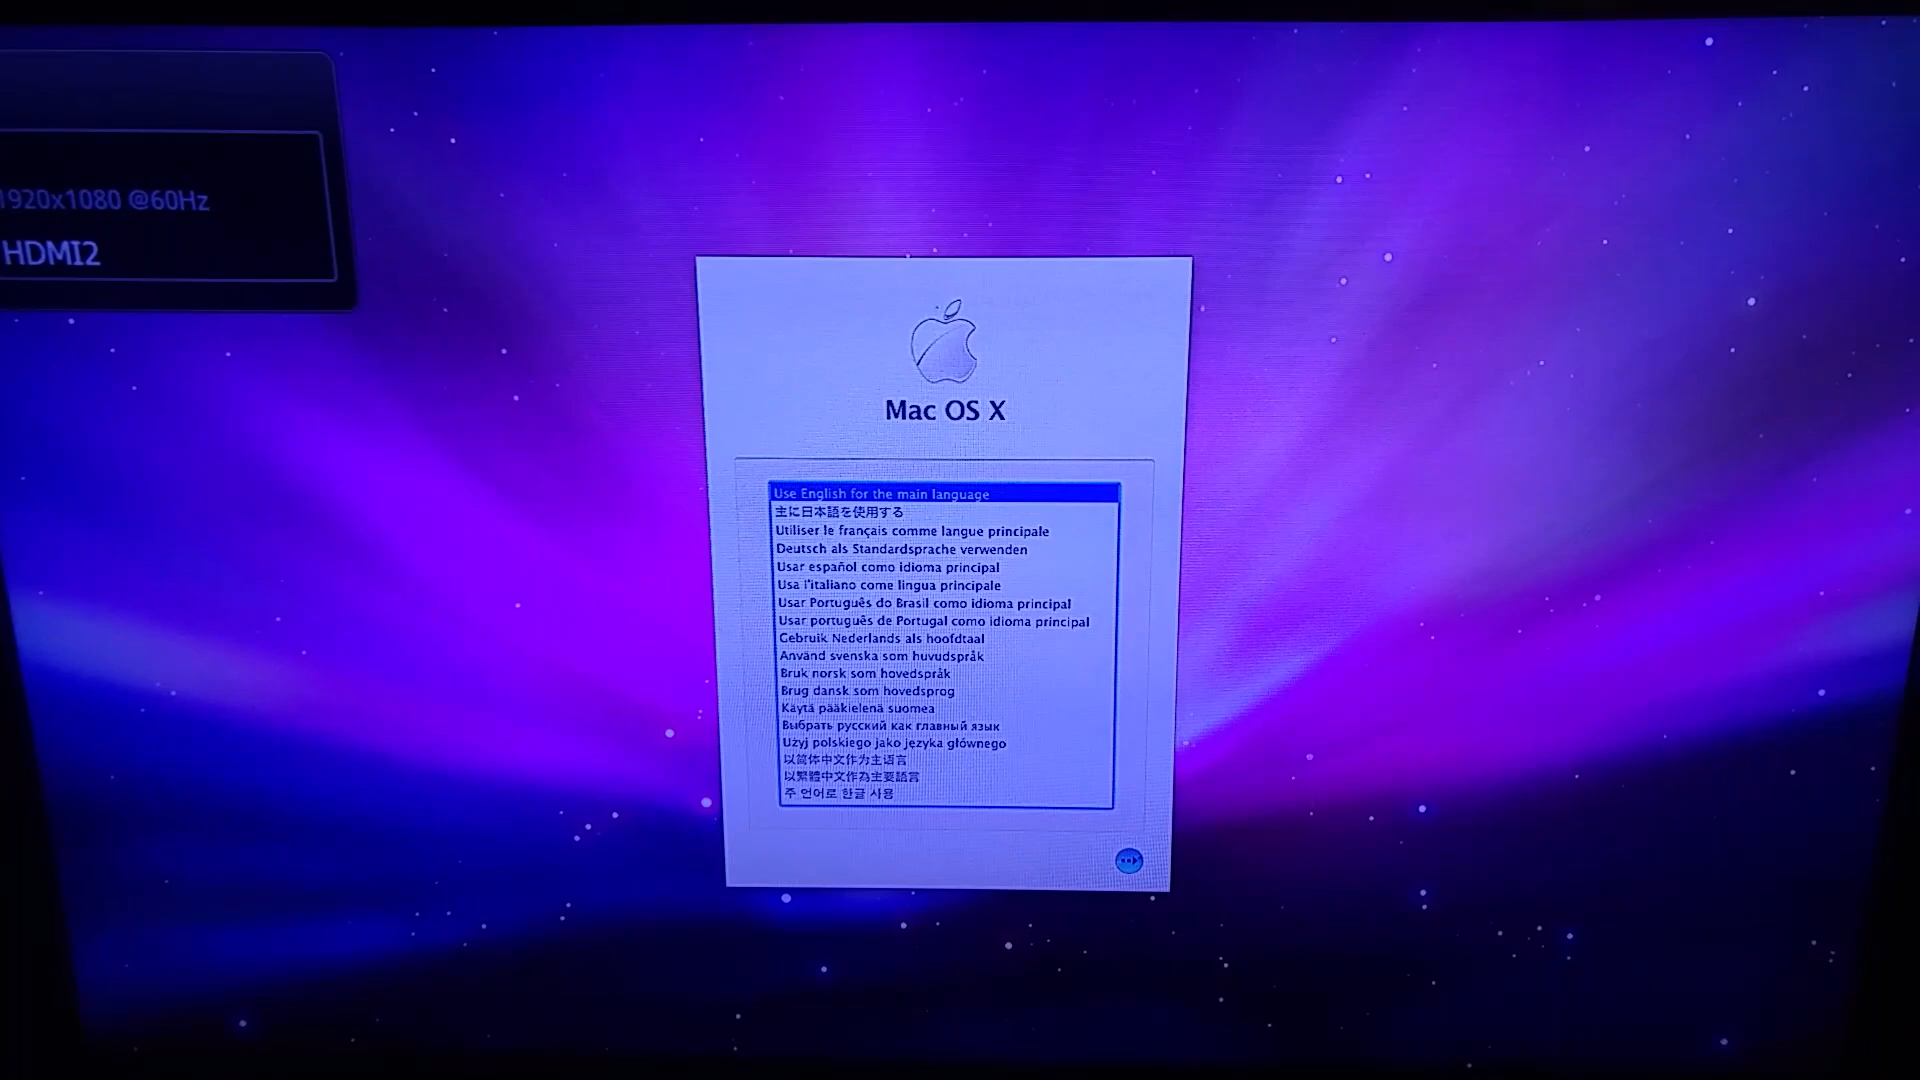 1920x1080 @60Hz
HDMI2
Mac OS X
Use English for the main language
主に日本語を使用する
Utiliser le français comme langue principale
Deutsch als Standardsprache verwenden
Usar español como idioma principal
Usa l'italiano come lingua principale
Usar Português do Brasil como idioma principal
Usar português de Portugal como idioma principal
Gebruik Nederlands als hoofdtaal
Använd svenska som huvudspråk
Bruk norsk som hovedspråk
Brug dansk som hovedsprog
Käytä pääkielenä suomea
Выбрать русский как главный язык
Użyj polskiego jako języka głównego
以简体中文作为主语言
以繁體中文作為主要語言
주 언어로 한글 사용